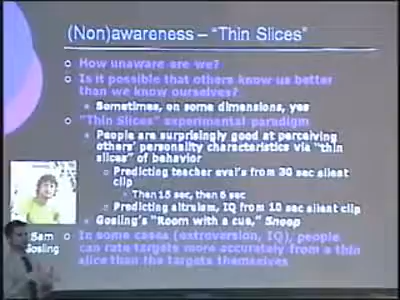 (Non)awareness – "Thin Slices"
How unaware are we?
Is it possible that others know us better
than we know ourselves?
Sometimes, on some dimensions, yes
"Thin Slices" experimental paradigm
People are surprisingly good at perceiving
others' personality characteristics via "thin
slices" of behavior
Predicting teacher eval's from 30 sec silent
clip
Then 15 sec, then 6 sec
Predicting altruism, IQ from 10 sec silent clip
Gosling's "Room with a cue," Snoop
In some cases (extroversion, IQ), people
can rate targets more accurately from a thin
slice than the targets themselves
Sam
Gosling